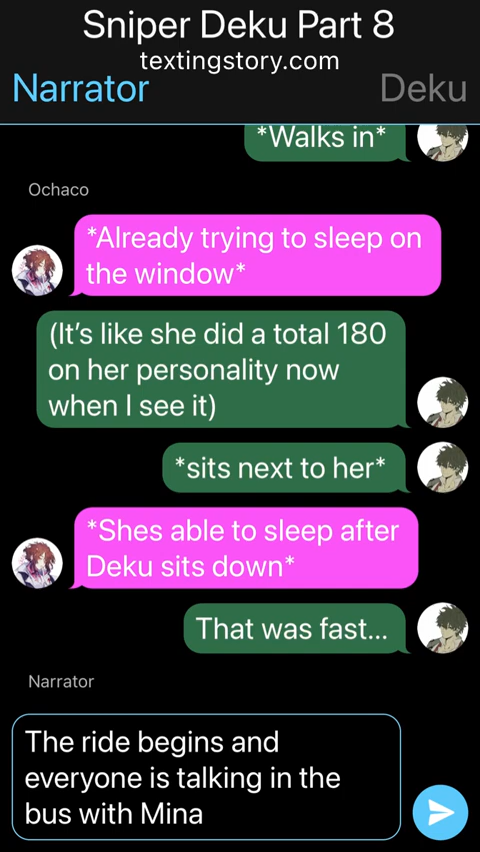 Sniper Deku Part 8
textingstory.com
Narrator
Deku
*Walks in*
Ochaco
*Already trying to sleep on
the window*
(It’s like she did a total 180
on her personality now
when I see it)
*sits next to her*
*Shes able to sleep after
Deku sits down*
That was fast...
Narrator
The ride begins and
everyone is talking in the
bus with Mina